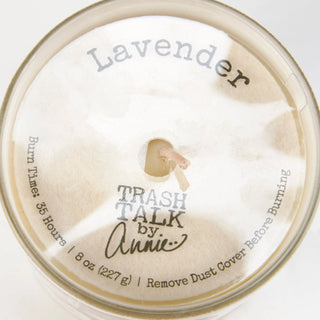 Lavender
TRASH
TALK
by
Annie
Burn Time: 35 Hours | 8 oz (227 g) | Remove Dust Cover Before Burning